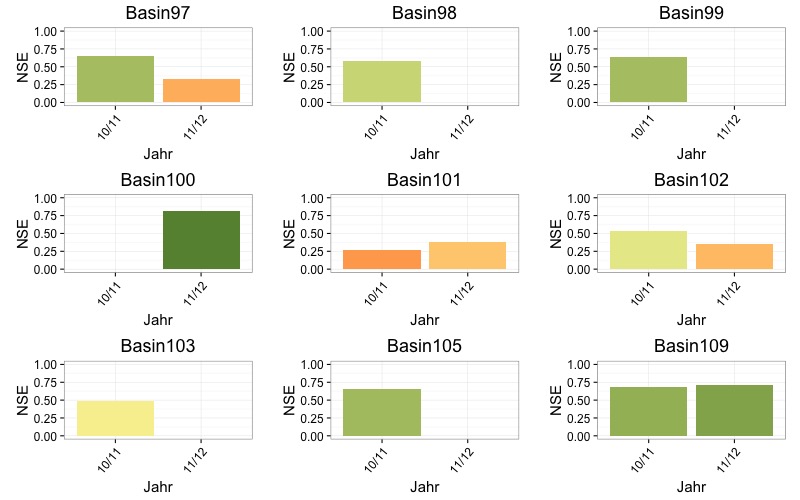 Basin97
NSE
1.00
0.75
0.50
0.25
0.00
10/11
11/12
Jahr
Basin98
NSE
1.00
0.75
0.50
0.25
0.00
10/11
11/12
Jahr
Basin99
NSE
1.00
0.75
0.50
0.25
0.00
10/11
11/12
Jahr
Basin100
NSE
1.00
0.75
0.50
0.25
0.00
10/11
11/12
Jahr
Basin101
NSE
1.00
0.75
0.50
0.25
0.00
10/11
11/12
Jahr
Basin102
NSE
1.00
0.75
0.50
0.25
0.00
10/11
11/12
Jahr
Basin103
NSE
1.00
0.75
0.50
0.25
0.00
10/11
11/12
Jahr
Basin105
NSE
1.00
0.75
0.50
0.25
0.00
10/11
11/12
Jahr
Basin109
NSE
1.00
0.75
0.50
0.25
0.00
10/11
11/12
Jahr